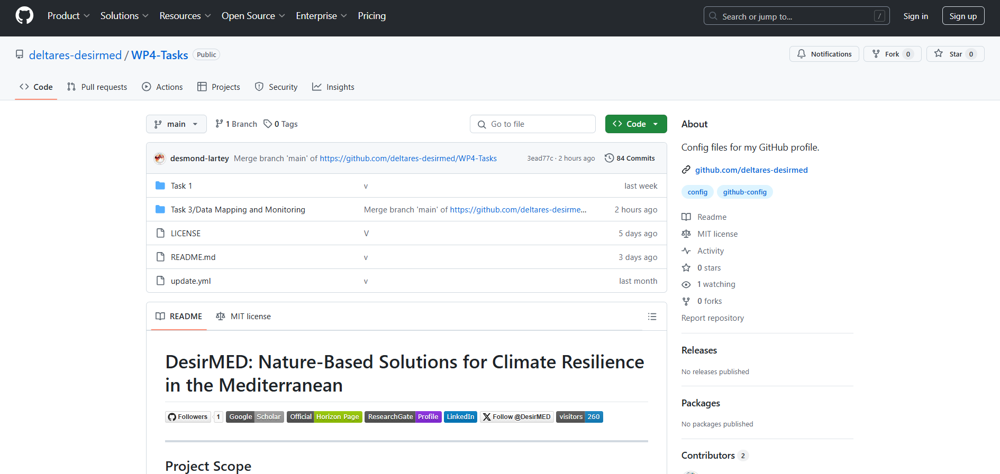 Product Solutions Resources Open Source Enterprise Pricing Search or jump to... / Sign in Sign up
deltares-desirmed / WP4-Tasks Public Notifications Fork 0 Star 0
Code Pull requests Actions Projects Security Insights
main 1 Branch 0 Tags Go to file Code
desmond-lartey Merge branch 'main' of https://github.com/deltares-desirmed/WP4-Tasks 3ead77c · 2 hours ago 84 Commits
Task 1 v last week
Task 3/Data Mapping and Monitoring Merge branch 'main' of https://github.com/deltares-desirme... 2 hours ago
LICENSE V 5 days ago
README.md v 3 days ago
update.yml v last month
README MIT license
DesirMED: Nature-Based Solutions for Climate Resilience
in the Mediterranean
Followers 1 Google Scholar Official Horizon Page ResearchGate Profile LinkedIn Follow @DesirMED visitors 260
Project Scope
About
Config files for my GitHub profile.
github.com/deltares-desirmed
config github-config
Readme
MIT license
Activity
0 stars
1 watching
0 forks
Report repository
Releases
No releases published
Packages
No packages published
Contributors 2